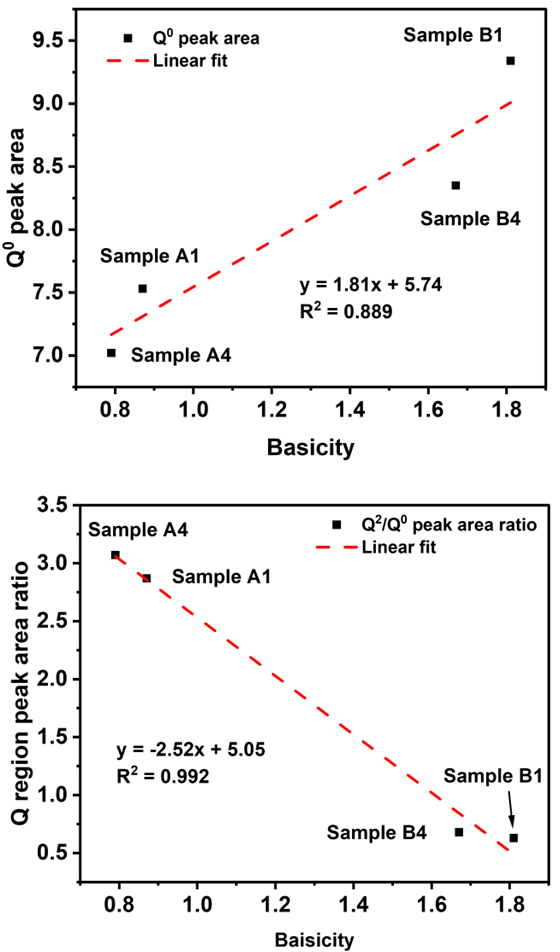 9.5
9.0
8.5
8.0
7.5
7.0
Q⁰ peak area
Q⁰ peak area
Linear fit
Sample B1
Sample B4
Sample A1
Sample A4
y = 1.81x + 5.74
R² = 0.889
0.8 1.0 1.2 1.4 1.6 1.8
Basicity
3.5
3.0
2.5
2.0
1.5
1.0
0.5
Q region peak area ratio
Sample A4
Q²/Q⁰ peak area ratio
Linear fit
Sample A1
y = -2.52x + 5.05
R² = 0.992
Sample B1
Sample B4
0.8 1.0 1.2 1.4 1.6 1.8
Baisicity